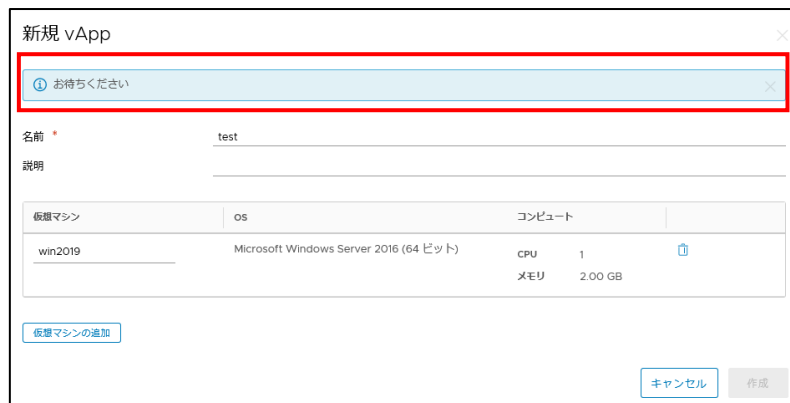 新規 vApp
お待ちください
名前 *
test
説明
仮想マシン OS コンピュート
win2019 Microsoft Windows Server 2016 (64 ビット) CPU 1
メモリ 2.00 GB
仮想マシンの追加
キャンセル 作成